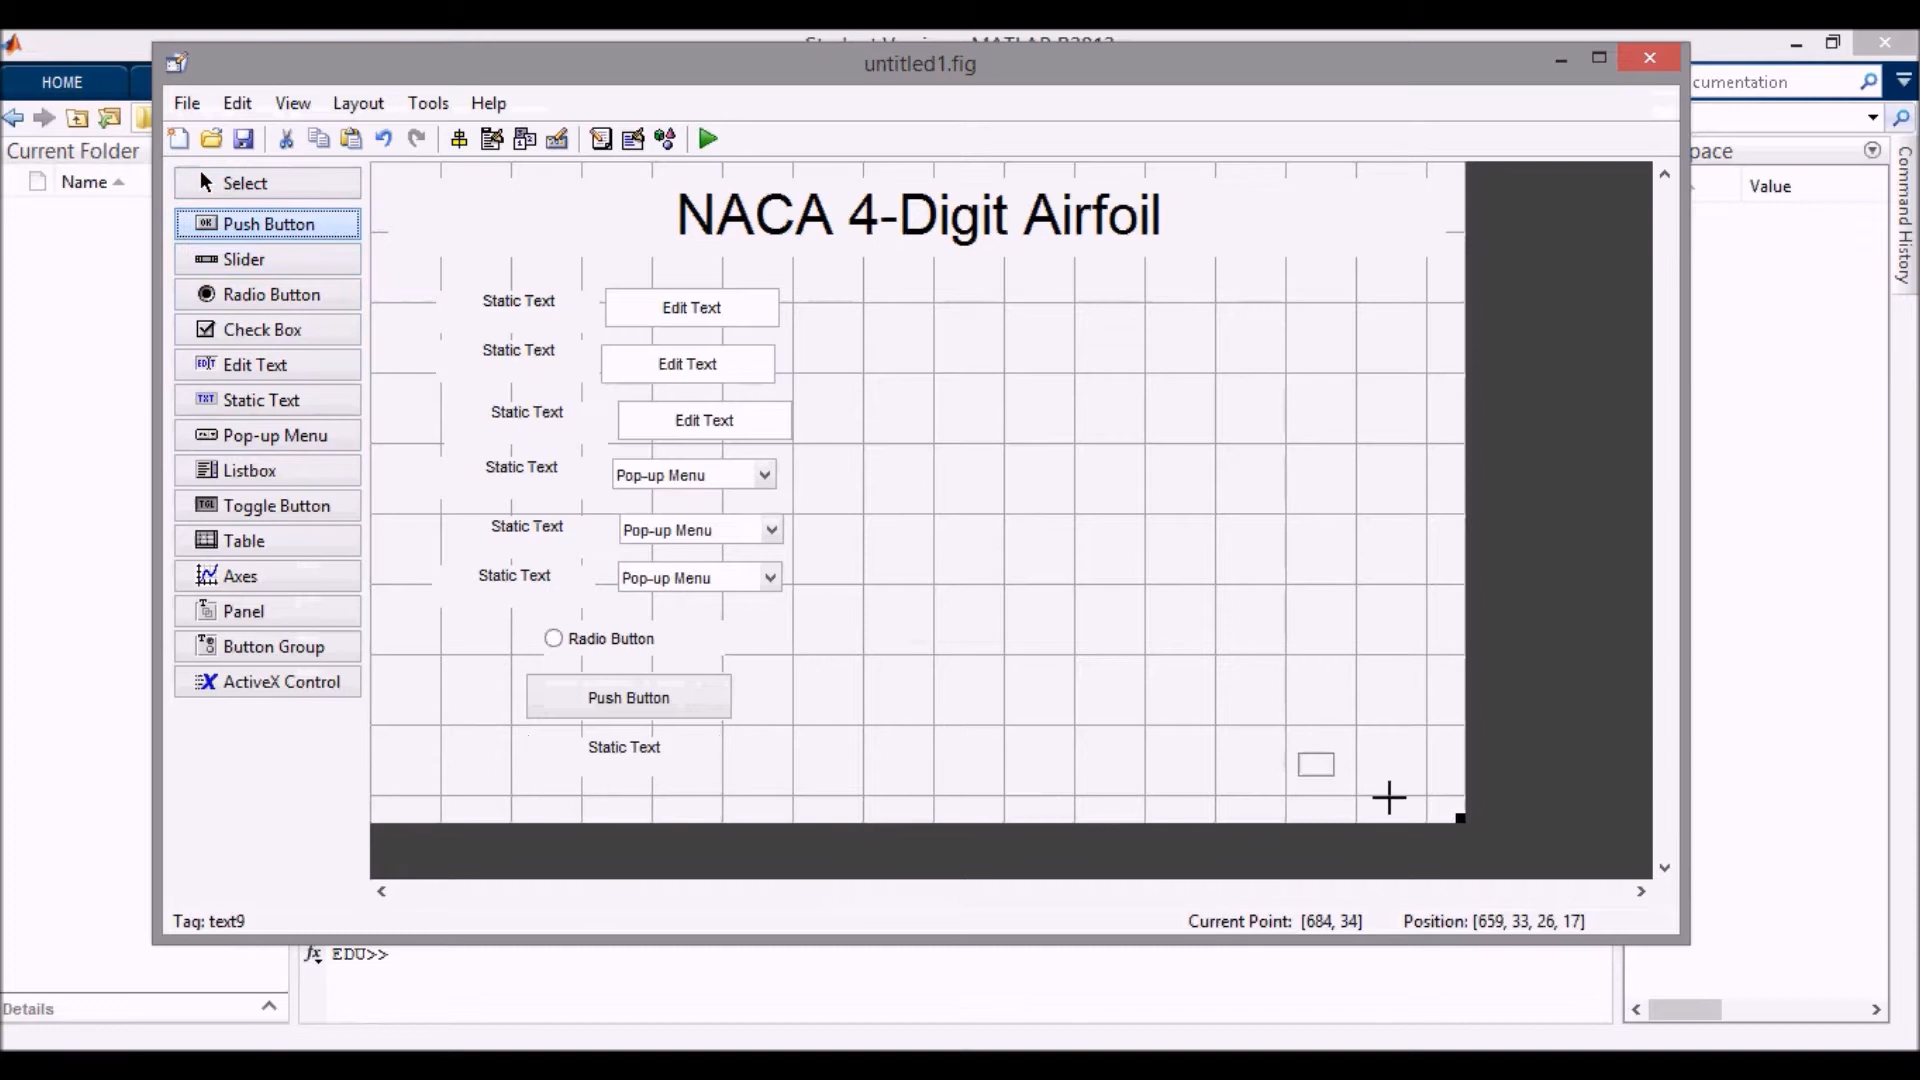 untitled1.fig
HOME
cumentation
File Edit View Layout Tools Help
Current Folder
pace
Name
Value
Command History
Select
Push Button
Slider
Radio Button
Check Box
Edit Text
Static Text
Pop-up Menu
Listbox
Toggle Button
Table
Axes
Panel
Button Group
ActiveX Control
NACA 4-Digit Airfoil
Static Text Edit Text
Static Text Edit Text
Static Text Edit Text
Static Text Pop-up Menu
Static Text Pop-up Menu
Static Text Pop-up Menu
Radio Button
Push Button
Static Text
Tag: text9 Current Point: [684, 34] Position: [659, 33, 26, 17]
fx EDU>>
Details